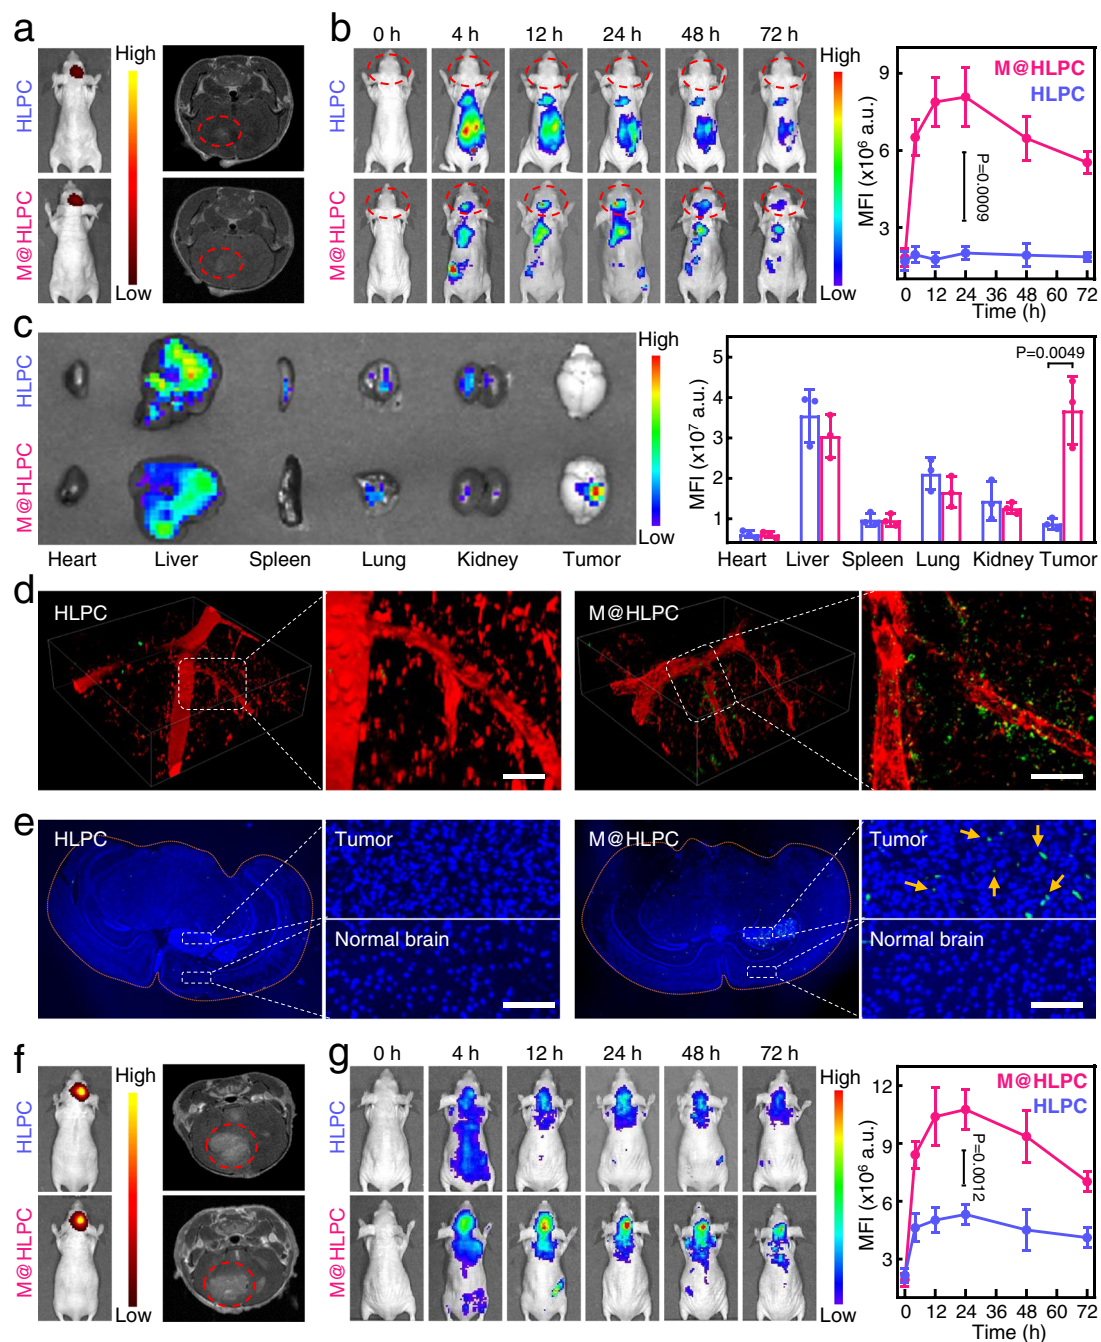 a
High
Low
HLPC
M@HLPC
b
0 h 4 h 12 h 24 h 48 h 72 h
HLPC
M@HLPC
High
Low
M@HLPC
HLPC
P=0.0009
MFI (x10⁶ a.u.)
9
6
3
0 12 24 36 48 60 72
Time (h)
c
HLPC
M@HLPC
High
Low
Heart Liver Spleen Lung Kidney Tumor
MFI (x10⁷ a.u.)
5
4
3
2
1
P=0.0049
Heart Liver Spleen Lung Kidney Tumor
d
HLPC
M@HLPC
e
HLPC
Tumor
Normal brain
M@HLPC
Tumor
Normal brain
f
High
Low
HLPC
M@HLPC
g
0 h 4 h 12 h 24 h 48 h 72 h
HLPC
M@HLPC
High
Low
M@HLPC
HLPC
P=0.0012
MFI (x10⁶ a.u.)
12
9
6
3
0 12 24 36 48 60 72
Time (h)